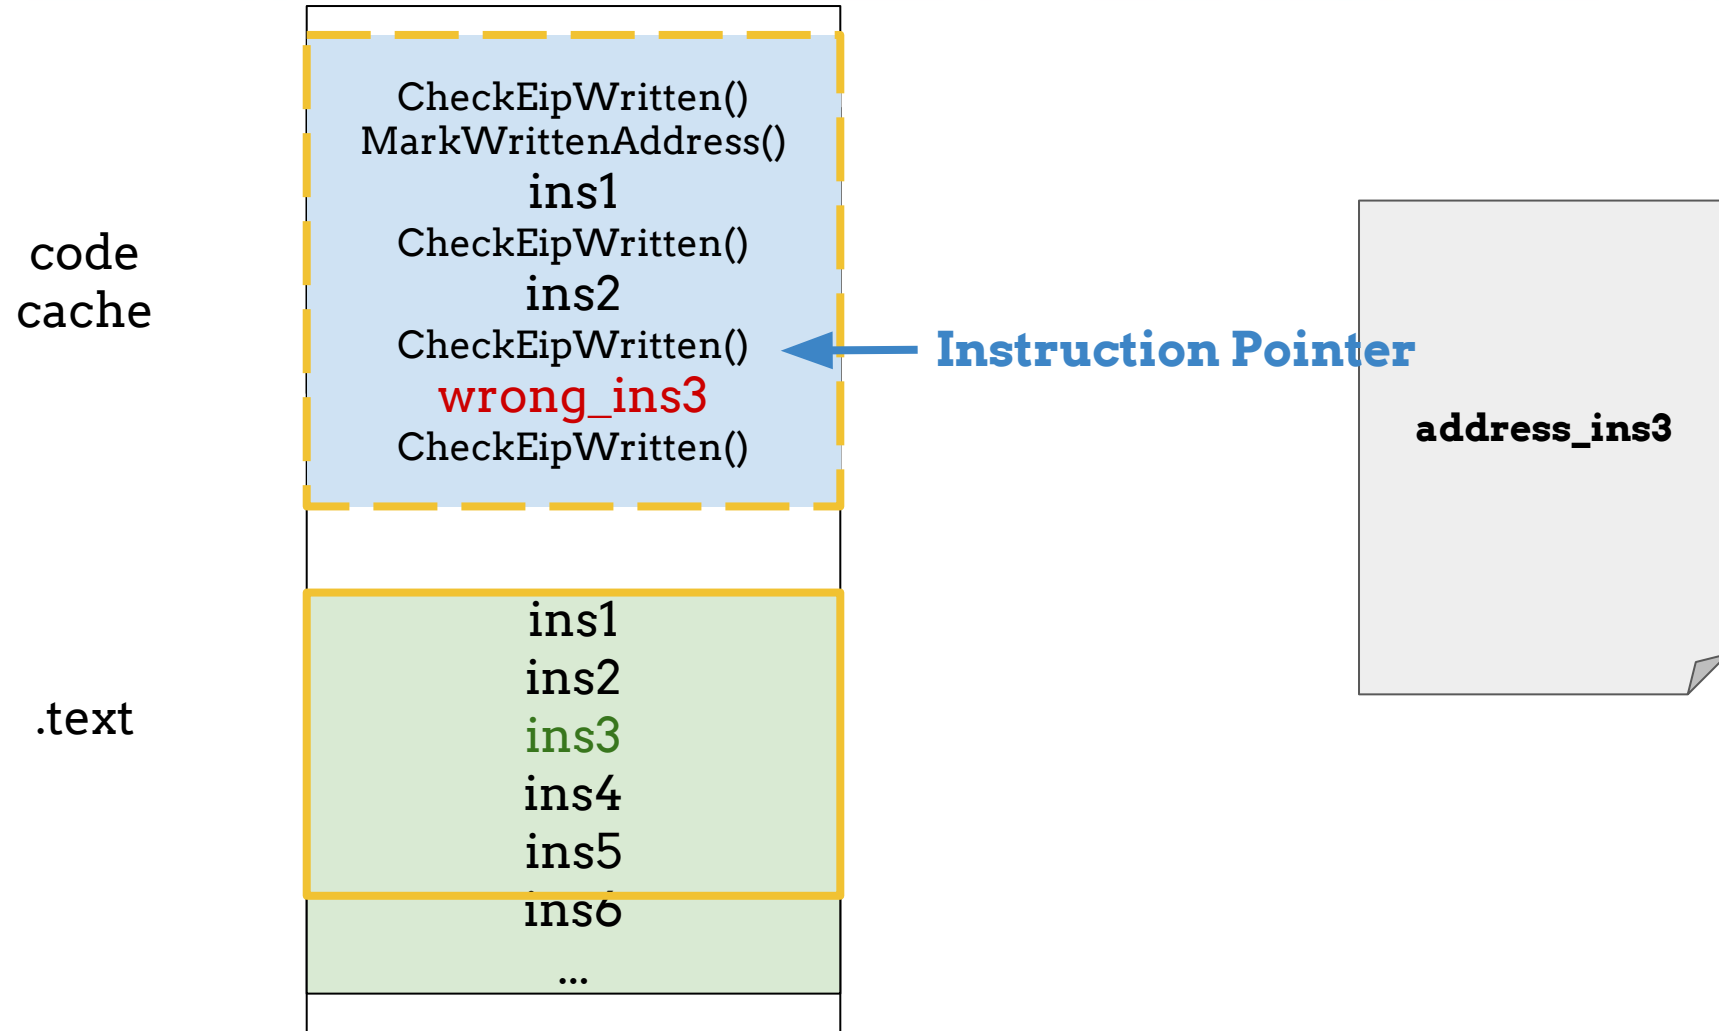 code
cache
CheckEipWritten()
MarkWrittenAddress()
ins1
CheckEipWritten()
ins2
CheckEipWritten()
wrong_ins3
CheckEipWritten()
Instruction Pointer
address_ins3
.text
ins1
ins2
ins3
ins4
ins5
ins6
...